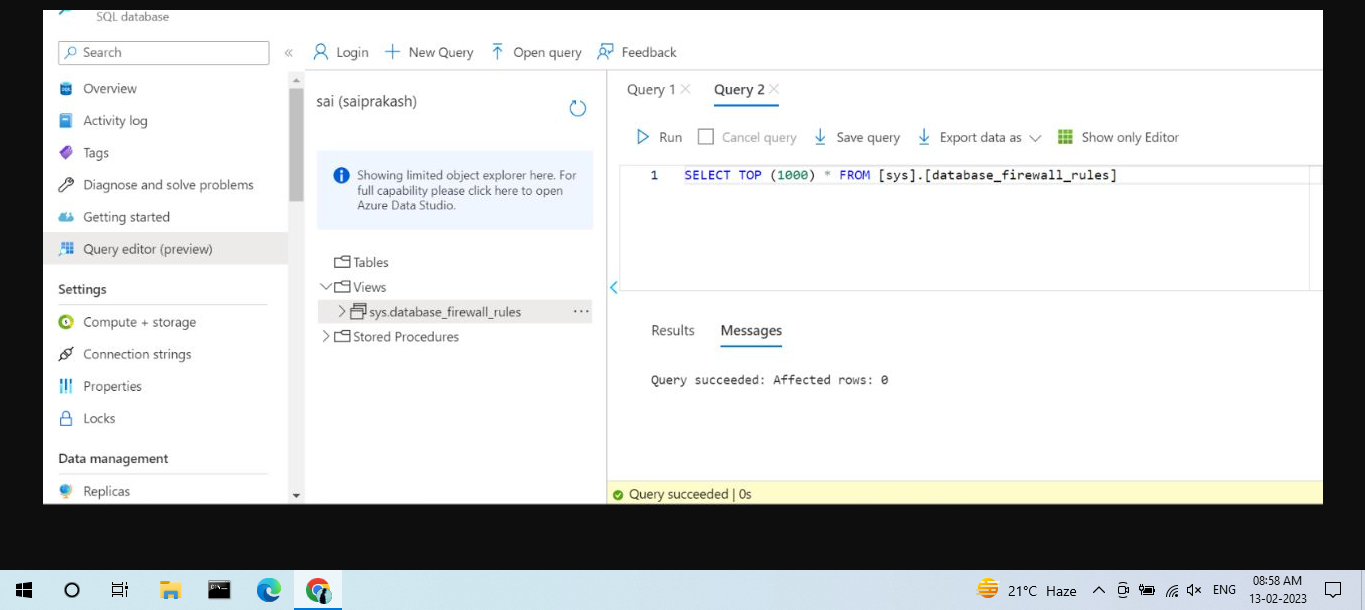 SQL database
Search
«
Login
New Query
Open query
Feedback
Overview
Activity log
Tags
Diagnose and solve problems
Getting started
Query editor (preview)
Settings
Compute + storage
Connection strings
Properties
Locks
Data management
Replicas
sai (saiprakash)
Showing limited object explorer here. For
full capability please click here to open
Azure Data Studio.
Tables
Views
sys.database_firewall_rules
...
Stored Procedures
Query 1
Query 2
Run
Cancel query
Save query
Export data as
Show only Editor
1 SELECT TOP (1000) * FROM [sys].[database_firewall_rules]
Results
Messages
Query succeeded: Affected rows: 0
Query succeeded | 0s
21°C Haze
ENG
08:58 AM
13-02-2023